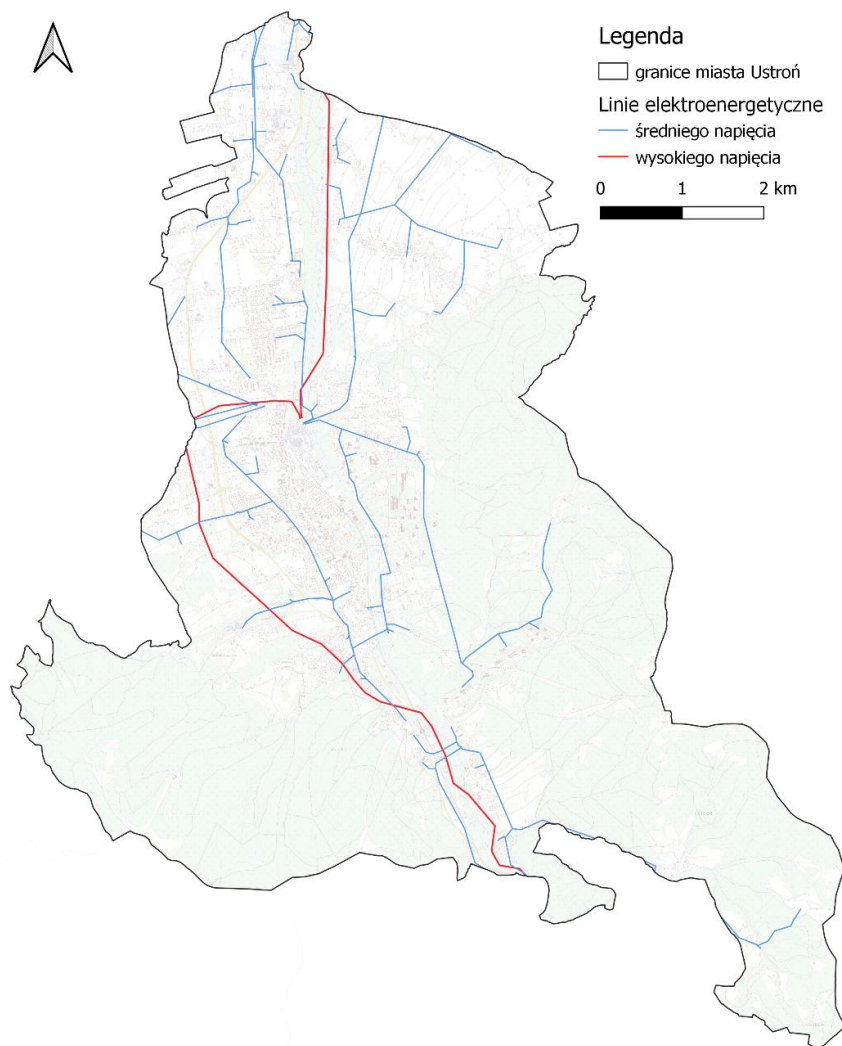 Legenda
granice miasta Ustroń
Linie elektroenergetyczne
średniego napięcia
wysokiego napięcia
0 1 2 km